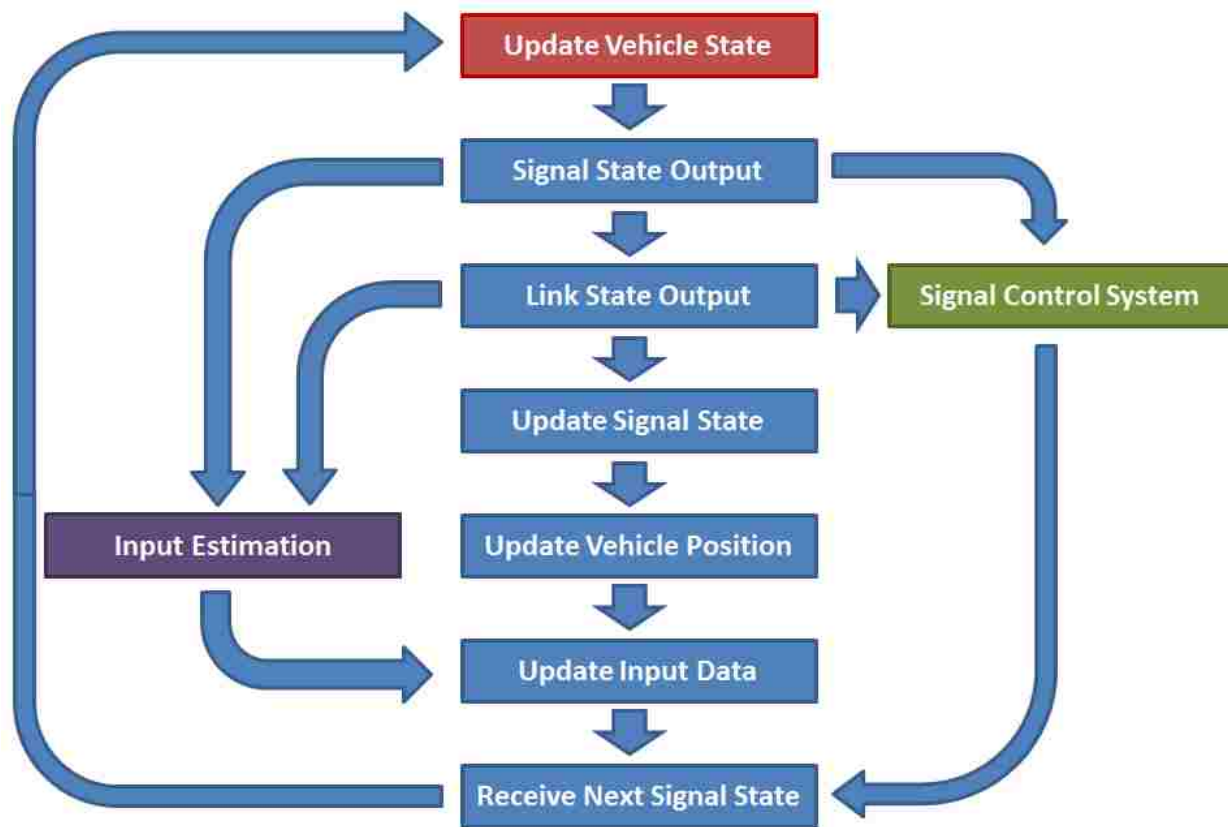 Update Vehicle State
Signal State Output
Link State Output
Signal Control System
Update Signal State
Input Estimation
Update Vehicle Position
Update Input Data
Receive Next Signal State